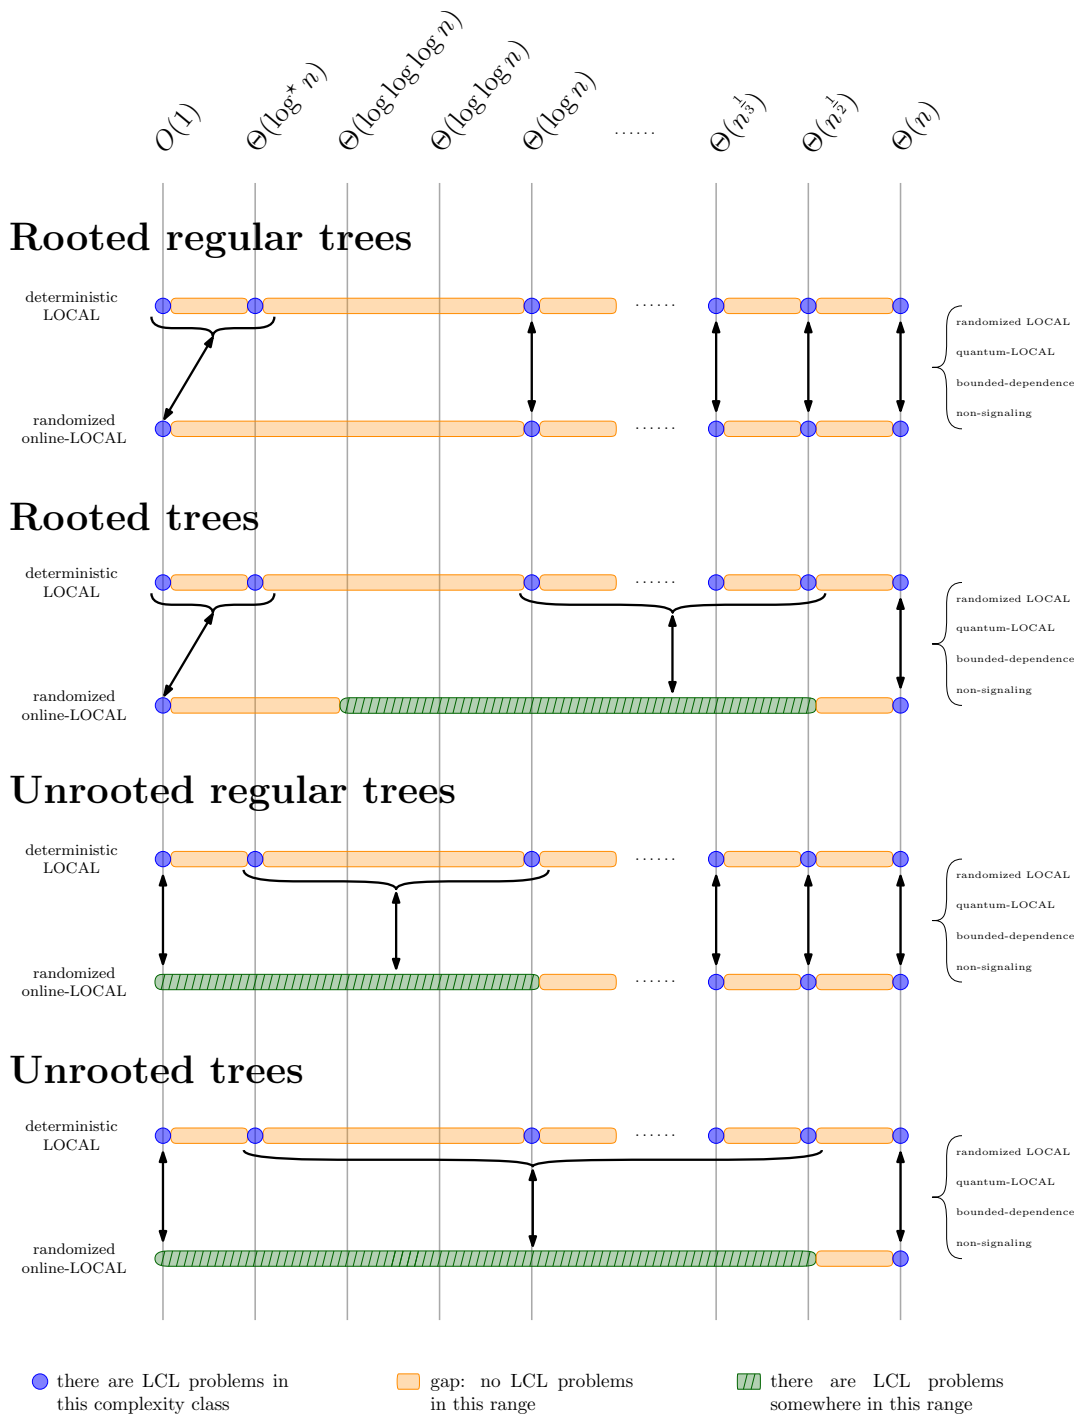 O(1)
Θ(log* n)
Θ(log log log n)
Θ(log log n)
Θ(log n)
......
Θ(n^{1/3})
Θ(n^{1/2})
Θ(n)
Rooted regular trees
deterministic
LOCAL
......
randomized LOCAL
quantum-LOCAL
bounded-dependence
non-signaling
randomized
online-LOCAL
......
Rooted trees
deterministic
LOCAL
......
randomized LOCAL
quantum-LOCAL
bounded-dependence
non-signaling
randomized
online-LOCAL
Unrooted regular trees
deterministic
LOCAL
......
randomized LOCAL
quantum-LOCAL
bounded-dependence
non-signaling
randomized
online-LOCAL
......
Unrooted trees
deterministic
LOCAL
......
randomized LOCAL
quantum-LOCAL
bounded-dependence
non-signaling
randomized
online-LOCAL
there are LCL problems in
this complexity class
gap: no LCL problems
in this range
there are LCL problems
somewhere in this range